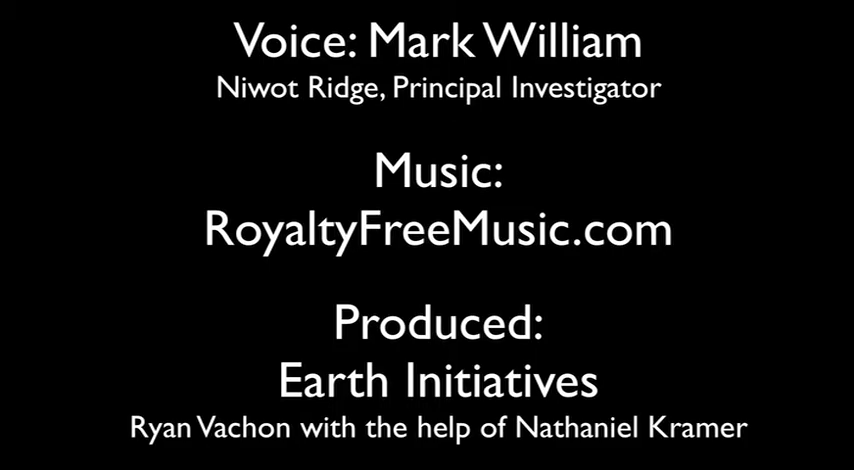 Voice: Mark William
Niwot Ridge, Principal Investigator
Music:
RoyaltyFreeMusic.com
Produced:
Earth Initiatives
Ryan Vachon with the help of Nathaniel Kramer